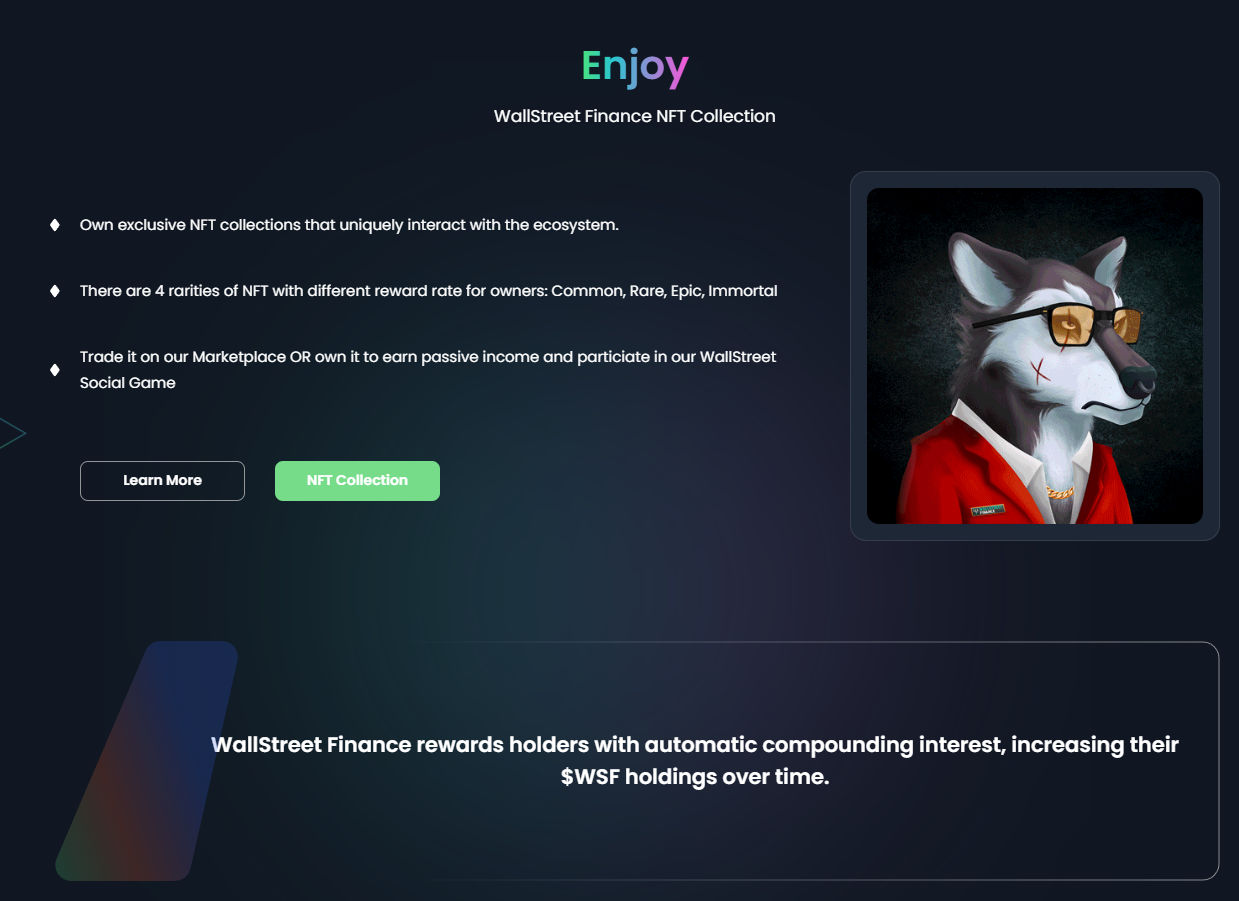 Enjoy
WallStreet Finance NFT Collection
Own exclusive NFT collections that uniquely interact with the ecosystem.
There are 4 rarities of NFT with different reward rate for owners: Common, Rare, Epic, Immortal
Trade it on our Marketplace OR own it to earn passive income and particiate in our WallStreet
Social Game
Learn More
NFT Collection
FINANCE
WallStreet Finance rewards holders with automatic compounding interest, increasing their
$WSF holdings over time.